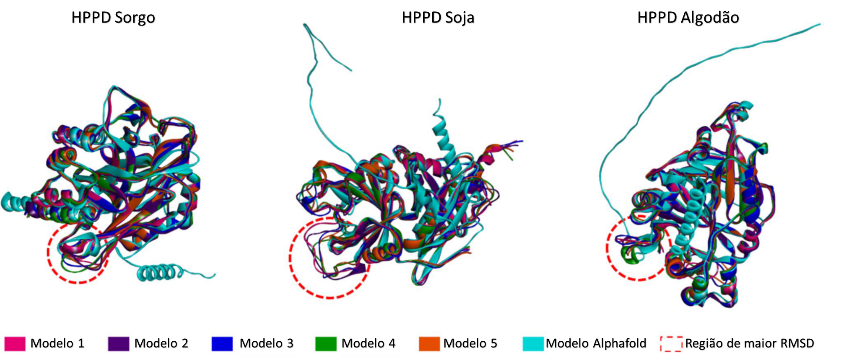 HPPD Sorgo HPPD Soja HPPD Algodão
Modelo 1 Modelo 2 Modelo 3 Modelo 4 Modelo 5 Modelo Alphafold Região de maior RMSD